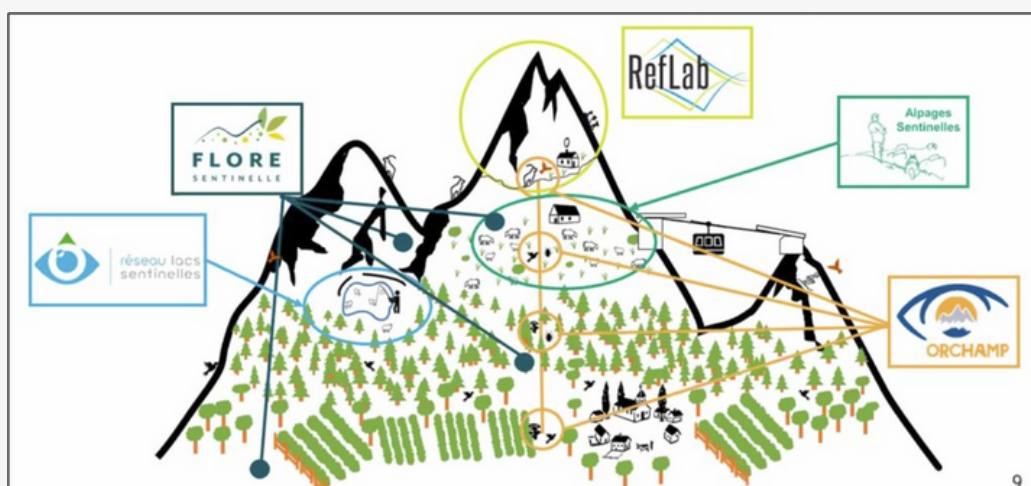 RefLab
Alpages
Sentinelles
FLORE
SENTINELLE
réseau lacs
sentinelles
ORCHAMP
9